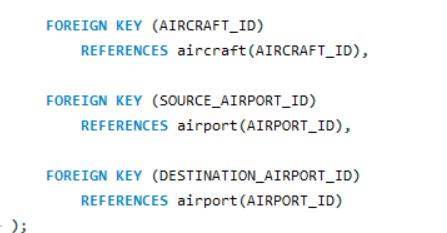 FOREIGN KEY (AIRCRAFT_ID)
REFERENCES aircraft(AIRCRAFT_ID),
FOREIGN KEY (SOURCE_AIRPORT_ID)
REFERENCES airport(AIRPORT_ID),
FOREIGN KEY (DESTINATION_AIRPORT_ID)
REFERENCES airport(AIRPORT_ID)
);